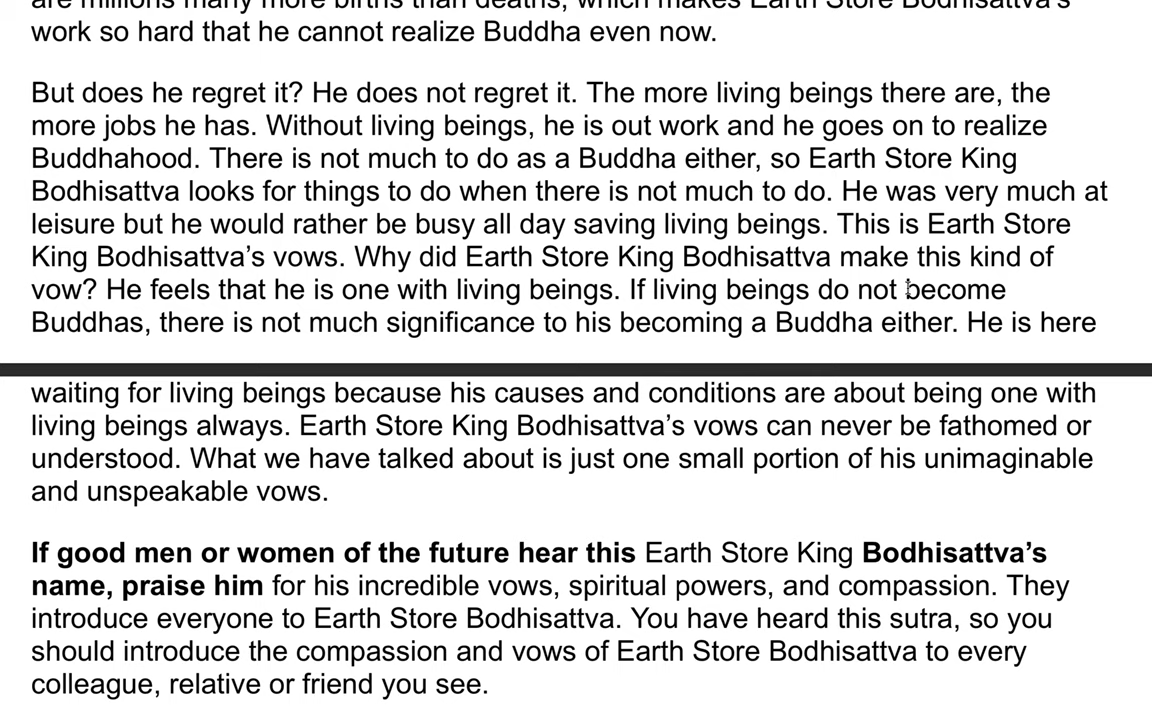 are millions many more births than deaths, which makes Earth Store Bodhisattva's
work so hard that he cannot realize Buddha even now.
But does he regret it? He does not regret it. The more living beings there are, the
more jobs he has. Without living beings, he is out work and he goes on to realize
Buddhahood. There is not much to do as a Buddha either, so Earth Store King
Bodhisattva looks for things to do when there is not much to do. He was very much at
leisure but he would rather be busy all day saving living beings. This is Earth Store
King Bodhisattva’s vows. Why did Earth Store King Bodhisattva make this kind of
vow? He feels that he is one with living beings. If living beings do not become
Buddhas, there is not much significance to his becoming a Buddha either. He is here
waiting for living beings because his causes and conditions are about being one with
living beings always. Earth Store King Bodhisattva’s vows can never be fathomed or
understood. What we have talked about is just one small portion of his unimaginable
and unspeakable vows.
If good men or women of the future hear this Earth Store King Bodhisattva’s
name, praise him for his incredible vows, spiritual powers, and compassion. They
introduce everyone to Earth Store Bodhisattva. You have heard this sutra, so you
should introduce the compassion and vows of Earth Store Bodhisattva to every
colleague, relative or friend you see.